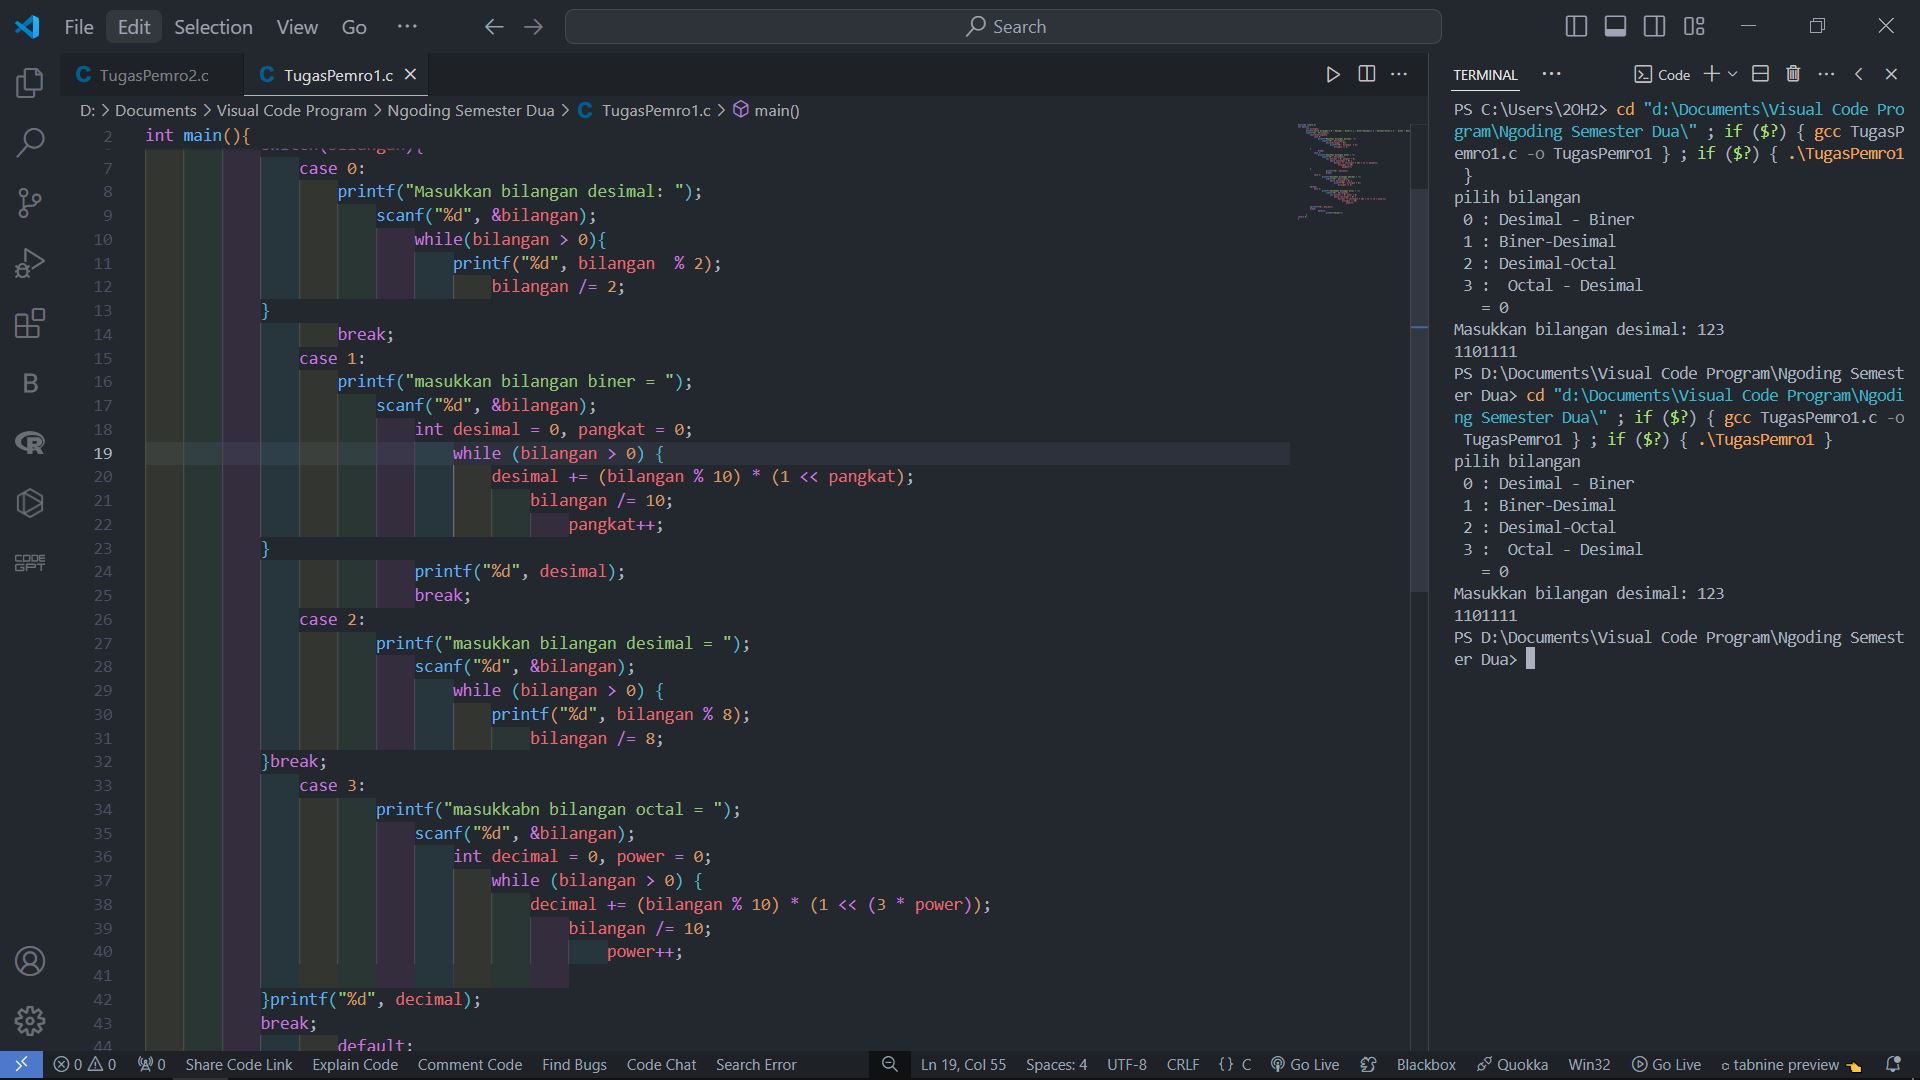 File Edit Selection View Go ··· Search
TugasPemro2.c TugasPemro1.c
D: > Documents > Visual Code Program > Ngoding Semester Dua > C TugasPemro1.c > main()
2 int main(){
7 case 0:
8 printf("Masukkan bilangan desimal: ");
9 scanf("%d", &bilangan);
10 while(bilangan > 0){
11 printf("%d", bilangan  % 2);
12 bilangan /= 2;
13 }
14 break;
15 case 1:
16 printf("masukkan bilangan biner = ");
17 scanf("%d", &bilangan);
18 int desimal = 0, pangkat = 0;
19 while (bilangan > 0) {
20 desimal += (bilangan % 10) * (1 << pangkat);
21 bilangan /= 10;
22 pangkat++;
23 }
24 printf("%d", desimal);
25 break;
26 case 2:
27 printf("masukkan bilangan desimal = ");
28 scanf("%d", &bilangan);
29 while (bilangan > 0) {
30 printf("%d", bilangan % 8);
31 bilangan /= 8;
32 }break;
33 case 3:
34 printf("masukkabn bilangan octal = ");
35 scanf("%d", &bilangan);
36 int decimal = 0, power = 0;
37 while (bilangan > 0) {
38 decimal += (bilangan % 10) * (1 << (3 * power));
39 bilangan /= 10;
40 power++;
41
42 }printf("%d", decimal);
43 break;
44 default:
TERMINAL ··· Code
PS C:\Users\2OH2> cd "d:\Documents\Visual Code Pro
gram\Ngoding Semester Dua\" ; if ($?) { gcc TugasP
emro1.c -o TugasPemro1 } ; if ($?) { .\TugasPemro1
}
pilih bilangan
0 : Desimal - Biner
1 : Biner-Desimal
2 : Desimal-Octal
3 :  Octal - Desimal
= 0
Masukkan bilangan desimal: 123
1101111
PS D:\Documents\Visual Code Program\Ngoding Semest
er Dua> cd "d:\Documents\Visual Code Program\Ngodi
ng Semester Dua\" ; if ($?) { gcc TugasPemro1.c -o
TugasPemro1 } ; if ($?) { .\TugasPemro1 }
pilih bilangan
0 : Desimal - Biner
1 : Biner-Desimal
2 : Desimal-Octal
3 :  Octal - Desimal
= 0
Masukkan bilangan desimal: 123
1101111
PS D:\Documents\Visual Code Program\Ngoding Semest
er Dua>
B
R
CODE
GPT
0 0 0 Share Code Link Explain Code Comment Code Find Bugs Code Chat Search Error Ln 19, Col 55 Spaces: 4 UTF-8 CRLF {} C Go Live Blackbox Quokka Win32 Go Live tabnine preview